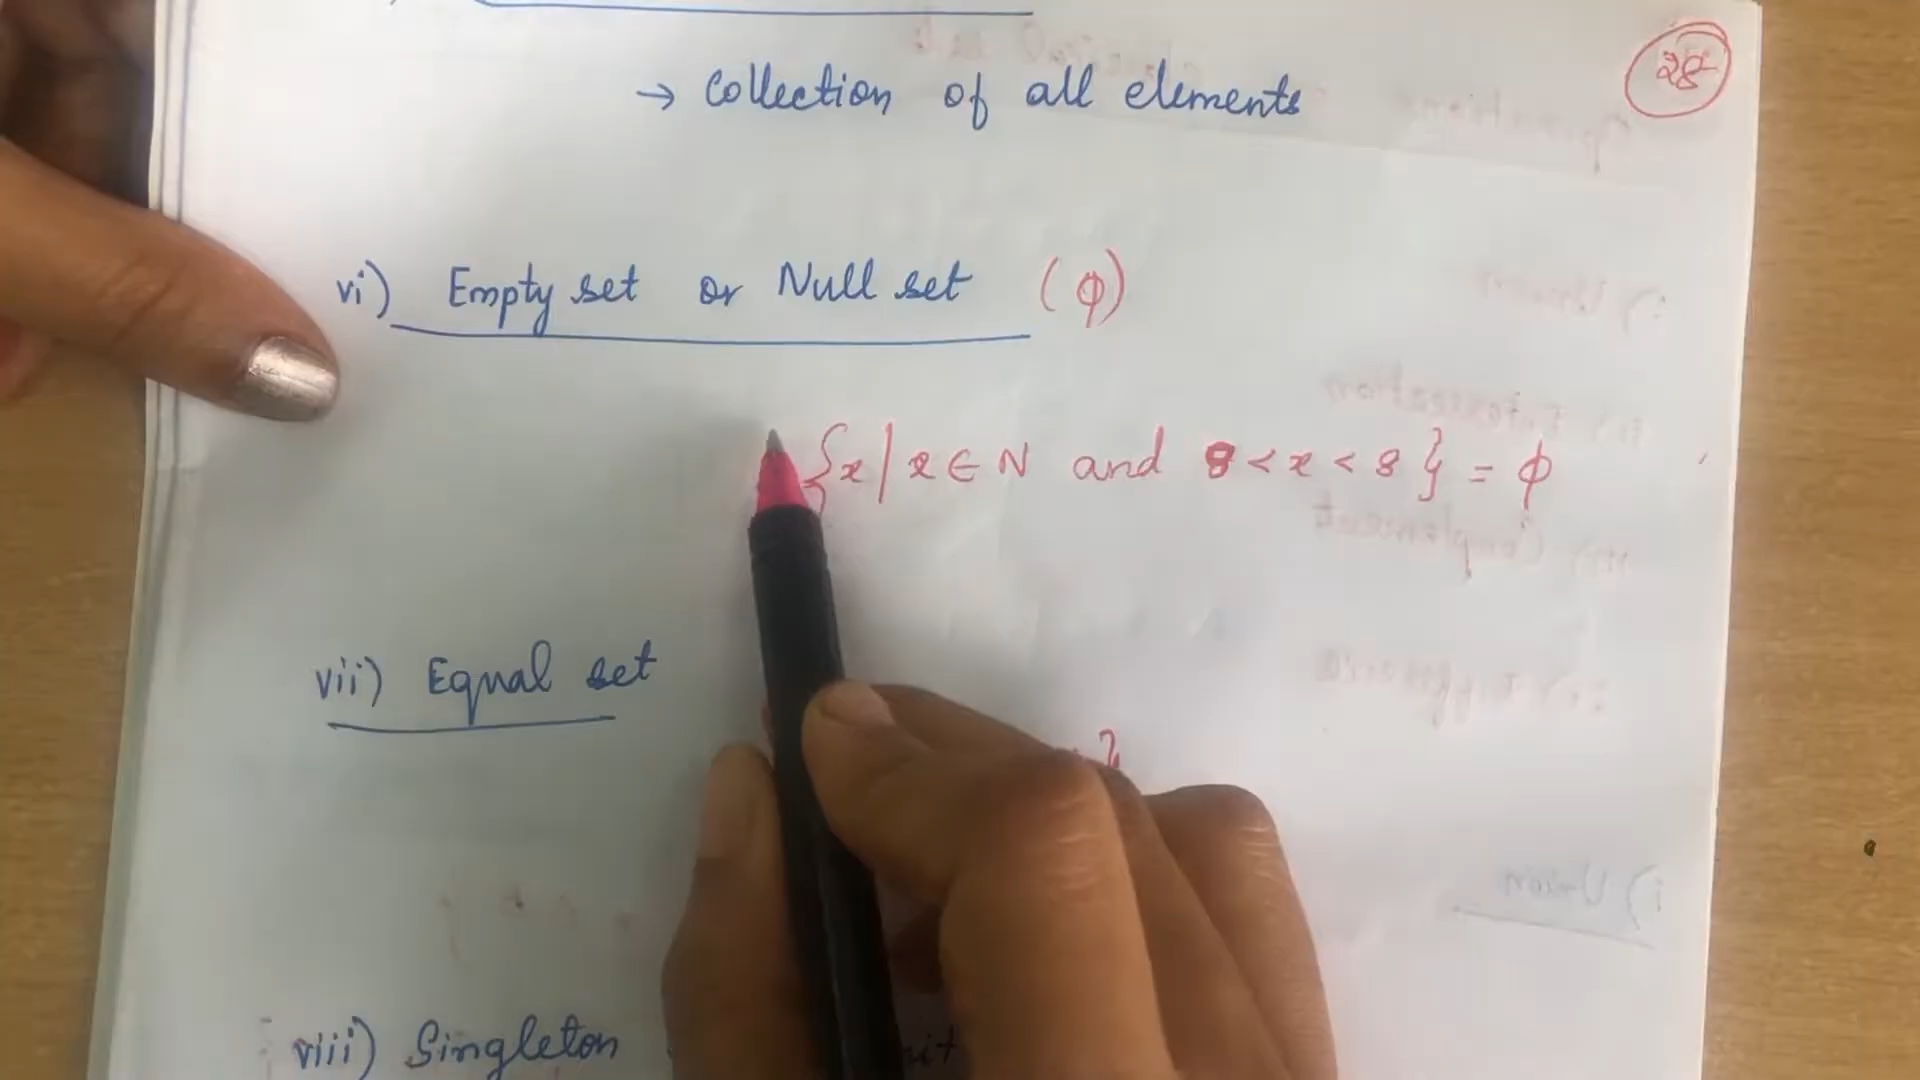 28
→ Collection of all elements
vi) Empty set or Null set (ϕ)
{x / x ∈ N and 8 < x < 8 } = ϕ
vii) Equal set
}
viii) Singleton